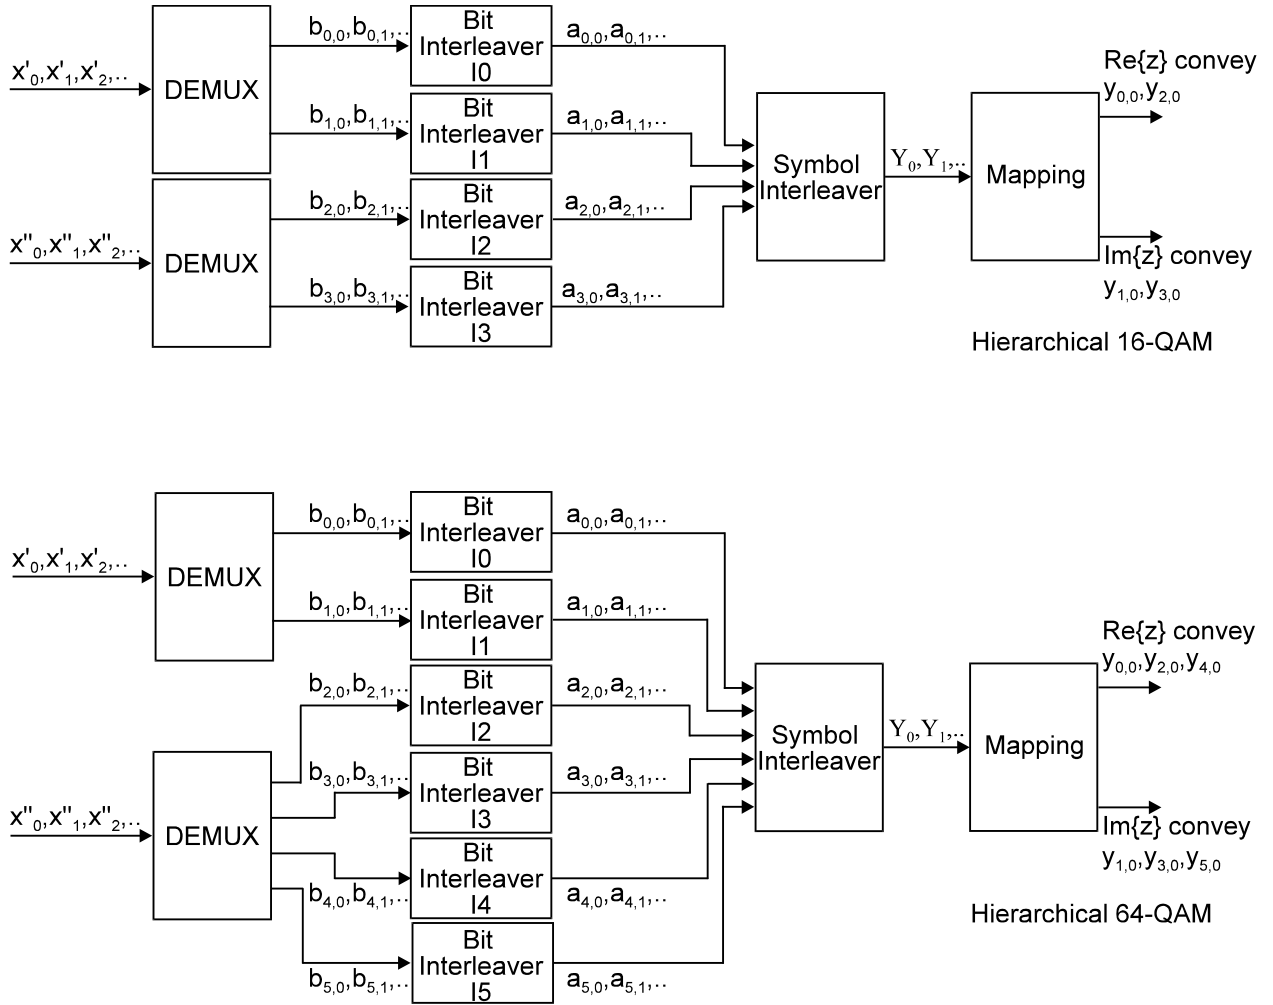 x'0,x'1,x'2,..
DEMUX
b0,0,b0,1,..
Bit
Interleaver
I0
a0,0,a0,1,..
b1,0,b1,1,..
Bit
Interleaver
I1
a1,0,a1,1,..
x"0,x"1,x"2,..
DEMUX
b2,0,b2,1,..
Bit
Interleaver
I2
a2,0,a2,1,..
b3,0,b3,1,..
Bit
Interleaver
I3
a3,0,a3,1,..
Symbol
Interleaver
Y0,Y1,..
Mapping
Re{z} convey
y0,0,y2,0
Im{z} convey
y1,0,y3,0
Hierarchical 16-QAM
x'0,x'1,x'2,..
DEMUX
b0,0,b0,1,..
Bit
Interleaver
I0
a0,0,a0,1,..
b1,0,b1,1,..
Bit
Interleaver
I1
a1,0,a1,1,..
x"0,x"1,x"2,..
DEMUX
b2,0,b2,1,..
Bit
Interleaver
I2
a2,0,a2,1,..
b3,0,b3,1,..
Bit
Interleaver
I3
a3,0,a3,1,..
b4,0,b4,1,..
Bit
Interleaver
I4
a4,0,a4,1,..
b5,0,b5,1,..
Bit
Interleaver
I5
a5,0,a5,1,..
Symbol
Interleaver
Y0,Y1,..
Mapping
Re{z} convey
y0,0,y2,0,y4,0
Im{z} convey
y1,0,y3,0,y5,0
Hierarchical 64-QAM